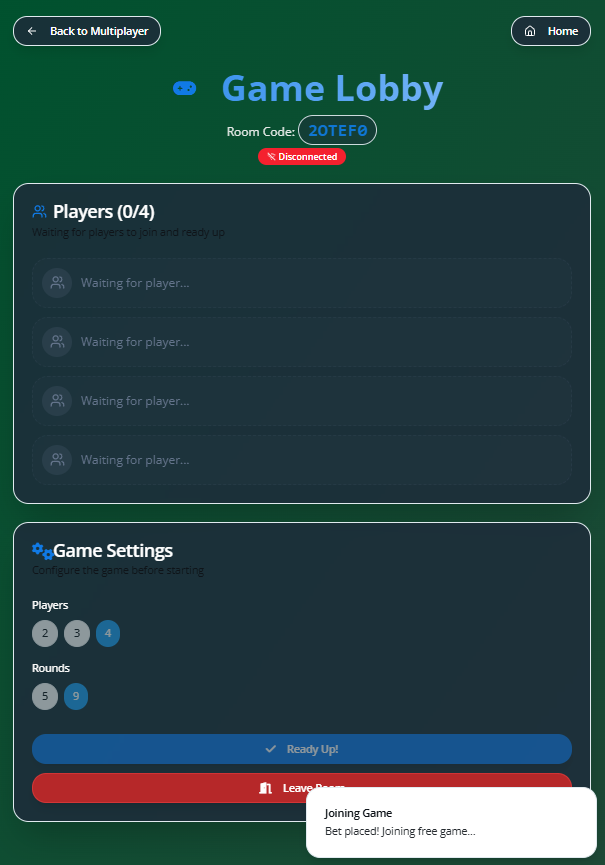 Back to Multiplayer
Home
Game Lobby
Room Code: 2OTEF0
Disconnected
Players (0/4)
Waiting for players to join and ready up
Waiting for player...
Waiting for player...
Waiting for player...
Waiting for player...
Game Settings
Configure the game before starting
Players
2 3 4
Rounds
5 9
Ready Up!
Leave Room
Joining Game
Bet placed! Joining free game...